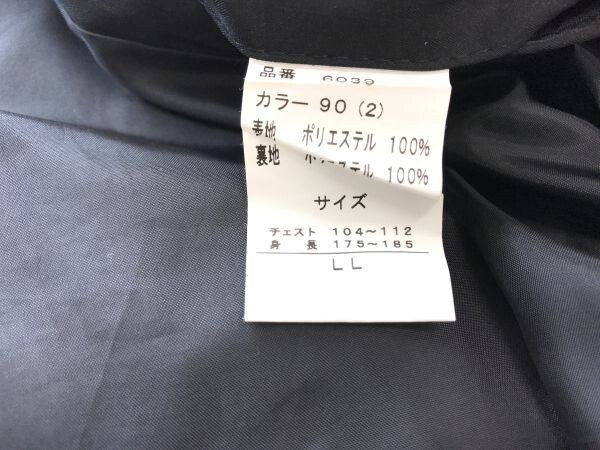 品番 6039
カラー 90 (2)
表地 ポリエステル 100%
裏地 ポリエステル 100%
サイズ
チェスト 104~112
身長 175~185
LL